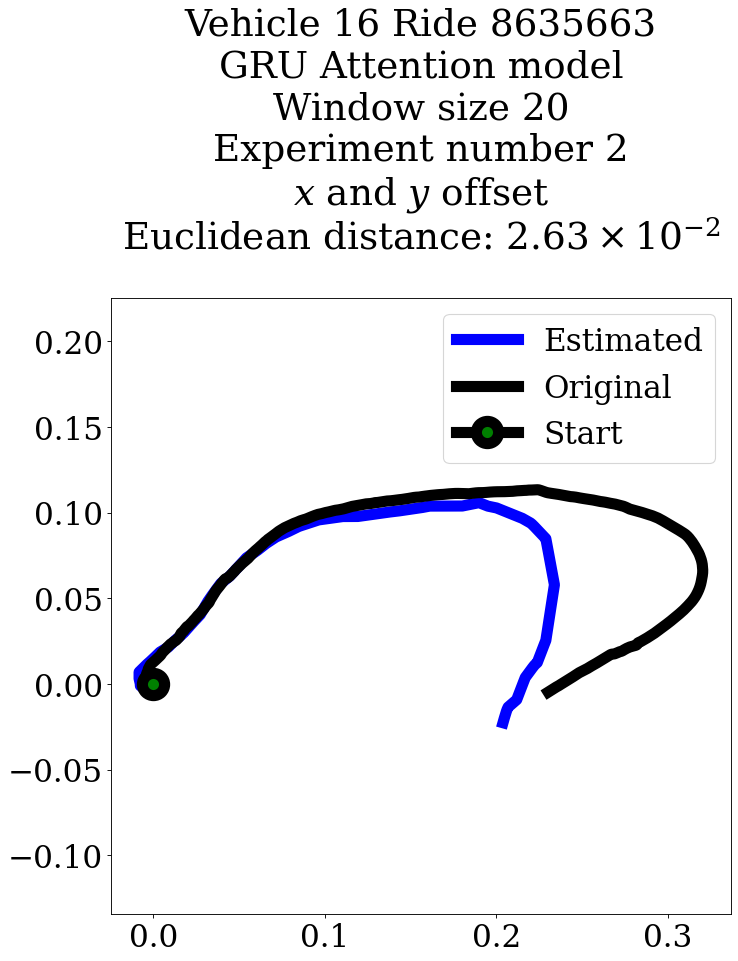 Vehicle 16 Ride 8635663
GRU Attention model
Window size 20
Experiment number 2
x and y offset
Euclidean distance: 2.63 × 10⁻²
Estimated
Original
Start
0.20
0.15
0.10
0.05
0.00
−0.05
−0.10
0.0 0.1 0.2 0.3